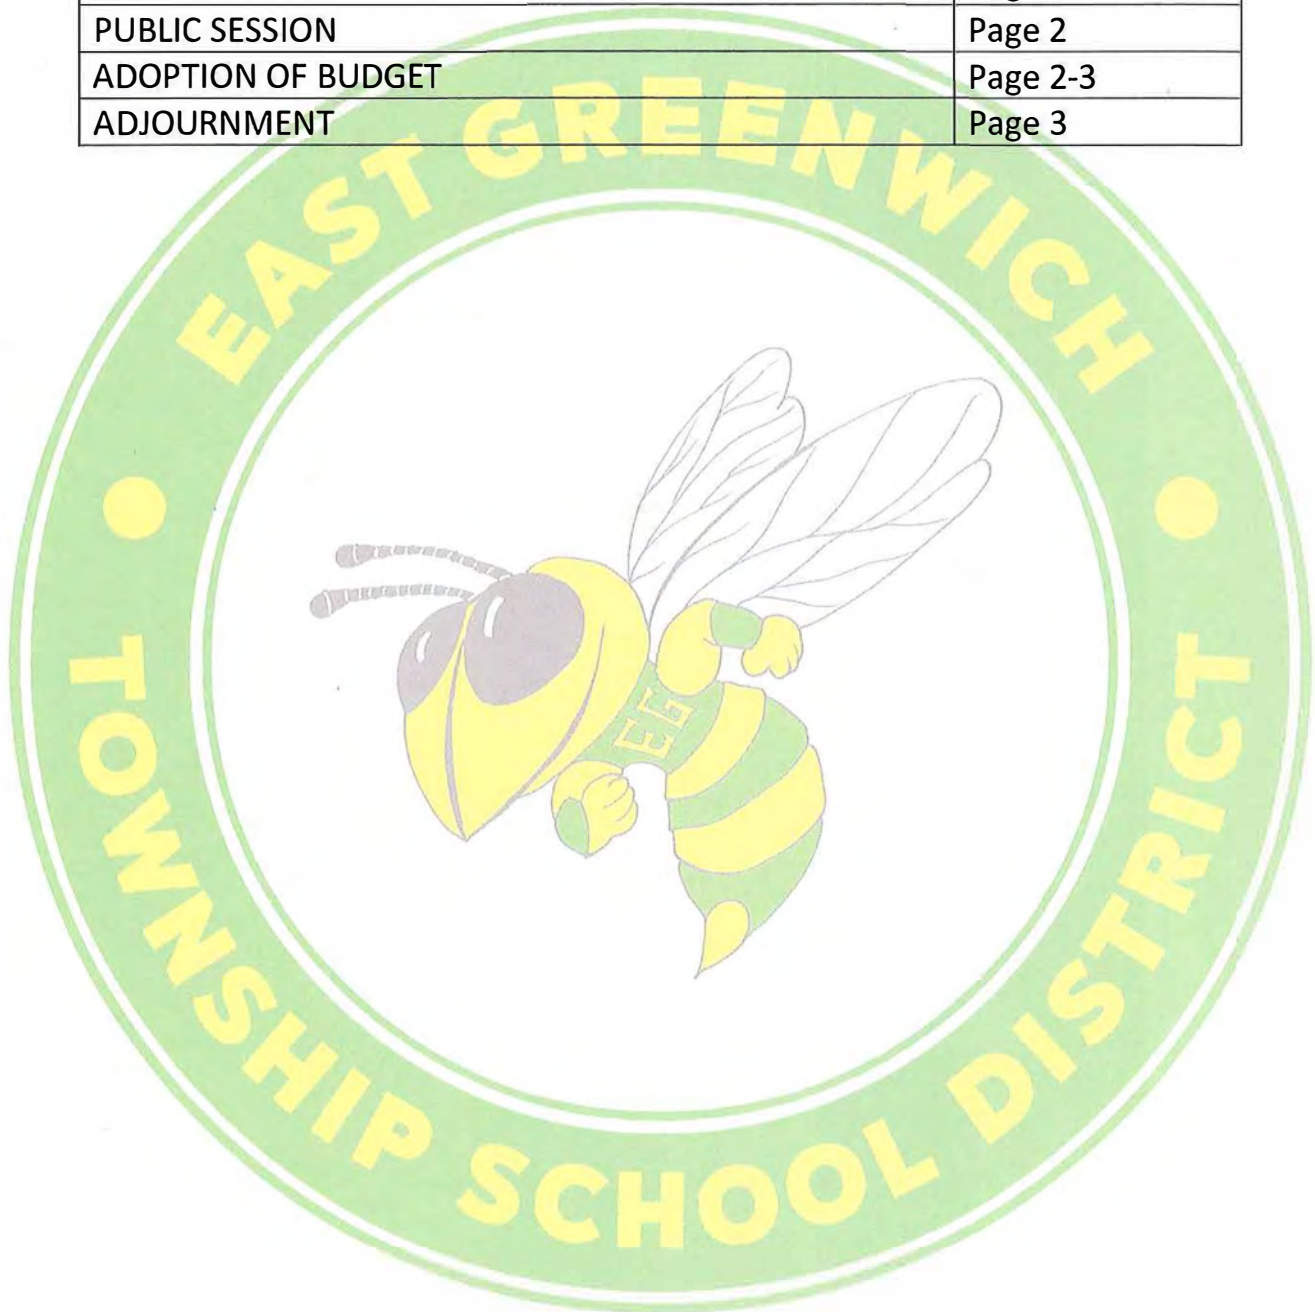 PUBLIC SESSION Page 2
ADOPTION OF BUDGET Page 2-3
ADJOURNMENT Page 3
EAST GREENWICH
TOWNSHIP SCHOOL DISTRICT
EG